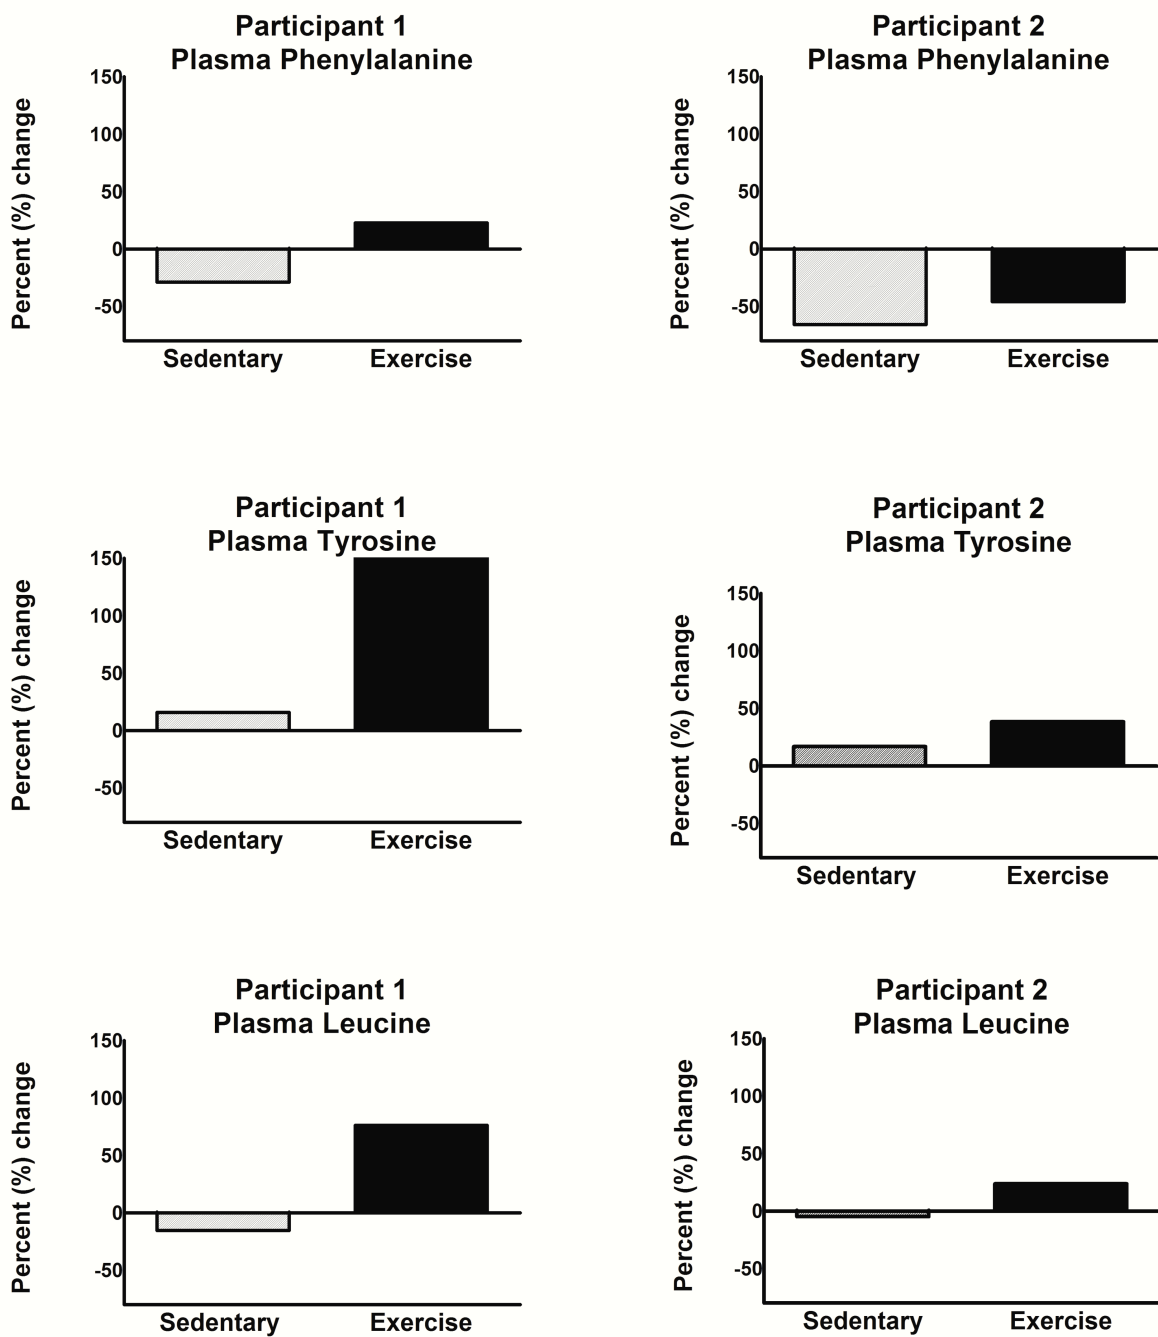 Participant 1
Plasma Phenylalanine
Percent (%) change
150
100
50
0
-50
Sedentary
Exercise
Participant 2
Plasma Phenylalanine
Percent (%) change
150
100
50
0
-50
Sedentary
Exercise
Participant 1
Plasma Tyrosine
Percent (%) change
150
100
50
0
-50
Sedentary
Exercise
Participant 2
Plasma Tyrosine
Percent (%) change
150
100
50
0
-50
Sedentary
Exercise
Participant 1
Plasma Leucine
Percent (%) change
150
100
50
0
-50
Sedentary
Exercise
Participant 2
Plasma Leucine
Percent (%) change
150
100
50
0
-50
Sedentary
Exercise